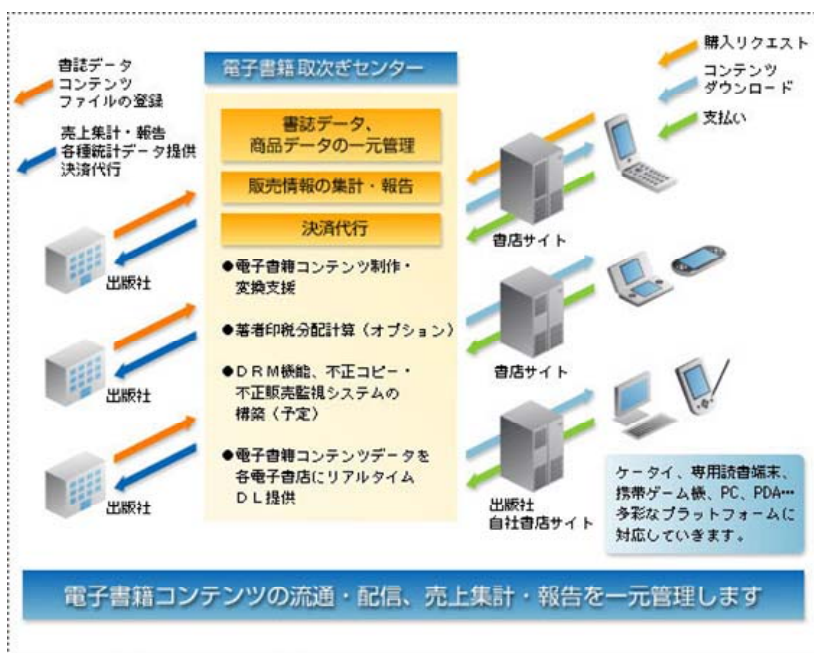 書誌データ
コンテンツ
ファイルの登録
売上集計・報告
各種統計データ提供
決済代行
出版社
出版社
出版社
電子書籍取次ぎセンター
書誌データ、
商品データの一元管理
販売情報の集計・報告
決済代行
●電子書籍コンテンツ制作・
変換支援
●著者印税分配計算（オプション）
●ＤＲＭ機能、不正コピー・
不正販売監視システムの
構築（予定）
●電子書籍コンテンツデータを
各電子書店にリアルタイム
ＤＬ提供
購入リクエスト
コンテンツ
ダウンロード
支払い
書店サイト
書店サイト
出版社
自社書店サイト
ケータイ、専用読書端末、
携帯ゲーム機、PC、PDA…
多彩なプラットフォームに
対応していきます。
電子書籍コンテンツの流通・配信、売上集計・報告を一元管理します